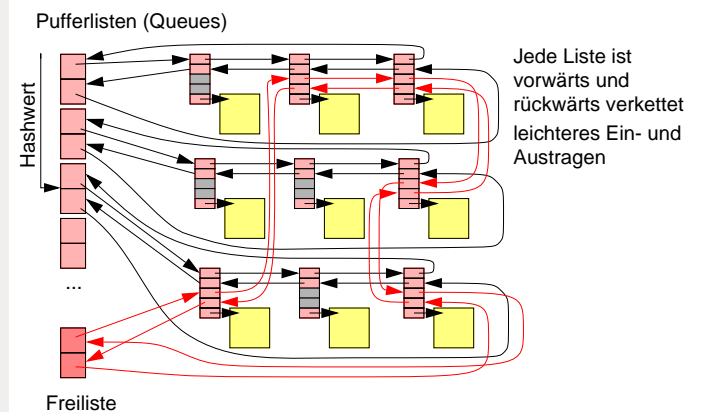 Pufferlisten (Queues)
Jede Liste ist
vorwärts und
rückwärts verkettet
leichteres Ein- und
Austragen
Hashwert
...
Freiliste